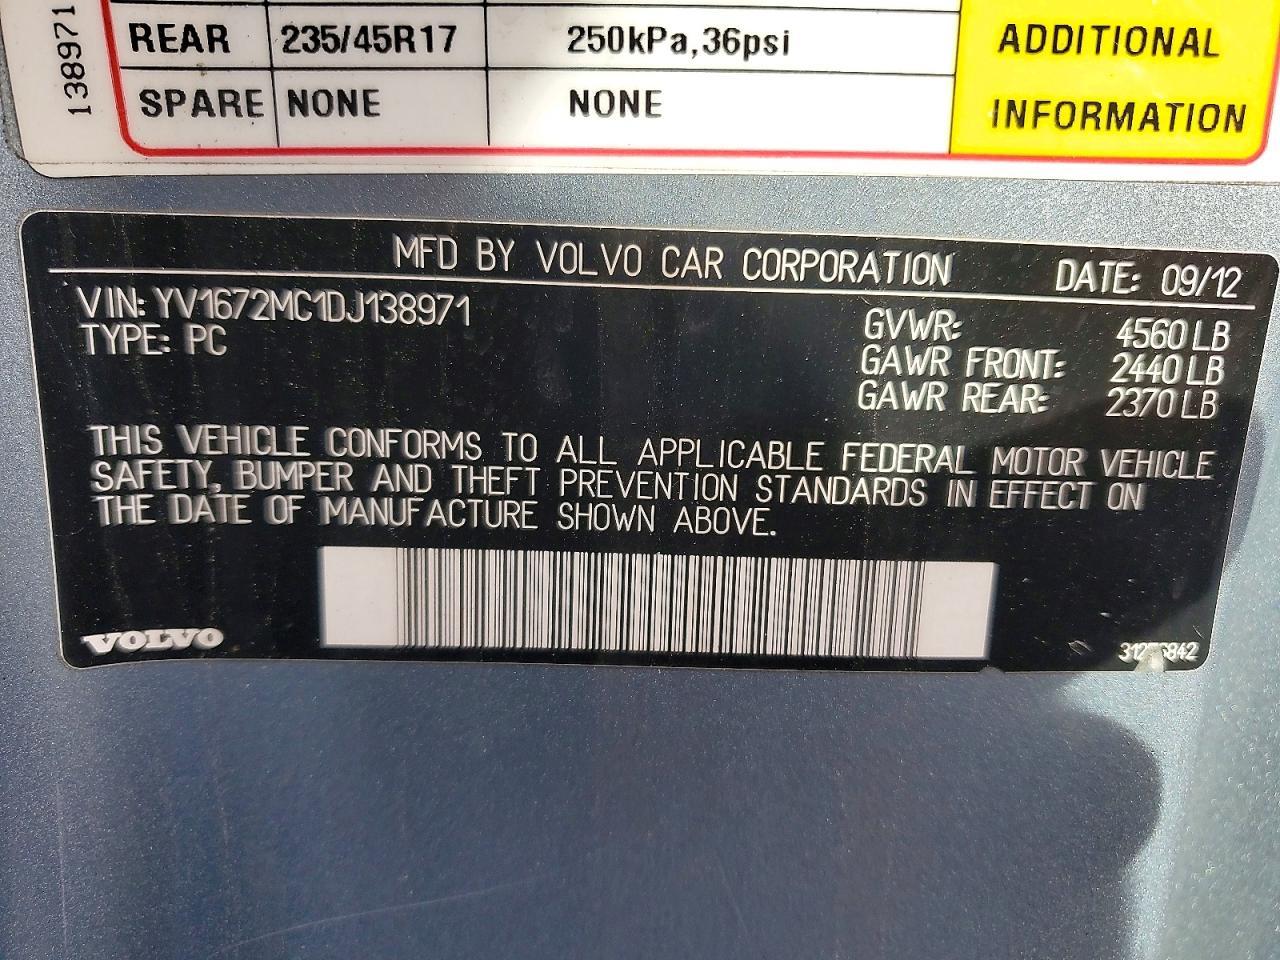 138971
REAR 235/45R17 250kPa,36psi ADDITIONAL
SPARE NONE NONE INFORMATION
MFD BY VOLVO CAR CORPORATION DATE: 09/12
VIN: YV1672MC1DJ138971
TYPE: PC
GVWR: 4560 LB
GAWR FRONT: 2440 LB
GAWR REAR: 2370 LB
THIS VEHICLE CONFORMS TO ALL APPLICABLE FEDERAL MOTOR VEHICLE
SAFETY, BUMPER AND THEFT PREVENTION STANDARDS IN EFFECT ON
THE DATE OF MANUFACTURE SHOWN ABOVE.
VOLVO